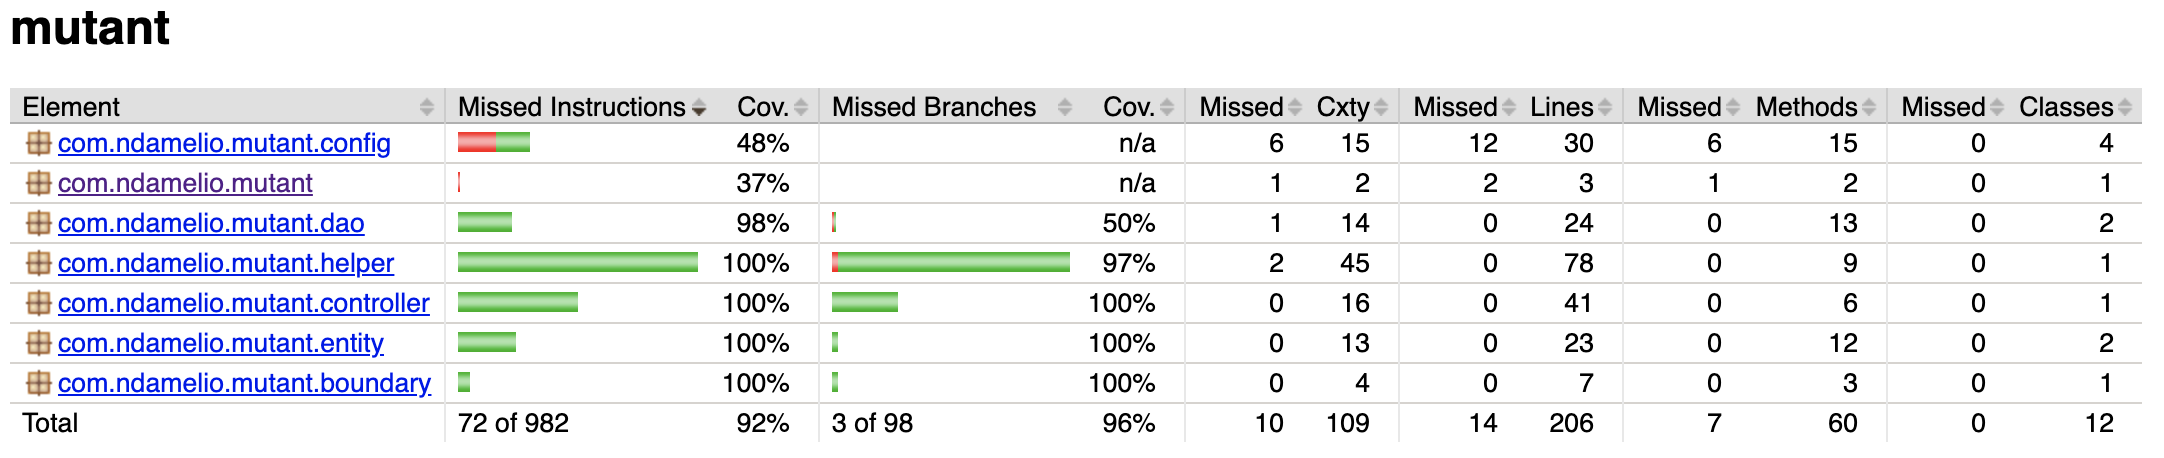 mutant
Element Missed Instructions Cov. Missed Branches Cov. Missed Cxty Missed Lines Missed Methods Missed Classes
com.ndamelio.mutant.config 48% n/a 6 15 12 30 6 15 0 4
com.ndamelio.mutant 37% n/a 1 2 2 3 1 2 0 1
com.ndamelio.mutant.dao 98% 50% 1 14 0 24 0 13 0 2
com.ndamelio.mutant.helper 100% 97% 2 45 0 78 0 9 0 1
com.ndamelio.mutant.controller 100% 100% 0 16 0 41 0 6 0 1
com.ndamelio.mutant.entity 100% 100% 0 13 0 23 0 12 0 2
com.ndamelio.mutant.boundary 100% 100% 0 4 0 7 0 3 0 1
Total 72 of 982 92% 3 of 98 96% 10 109 14 206 7 60 0 12